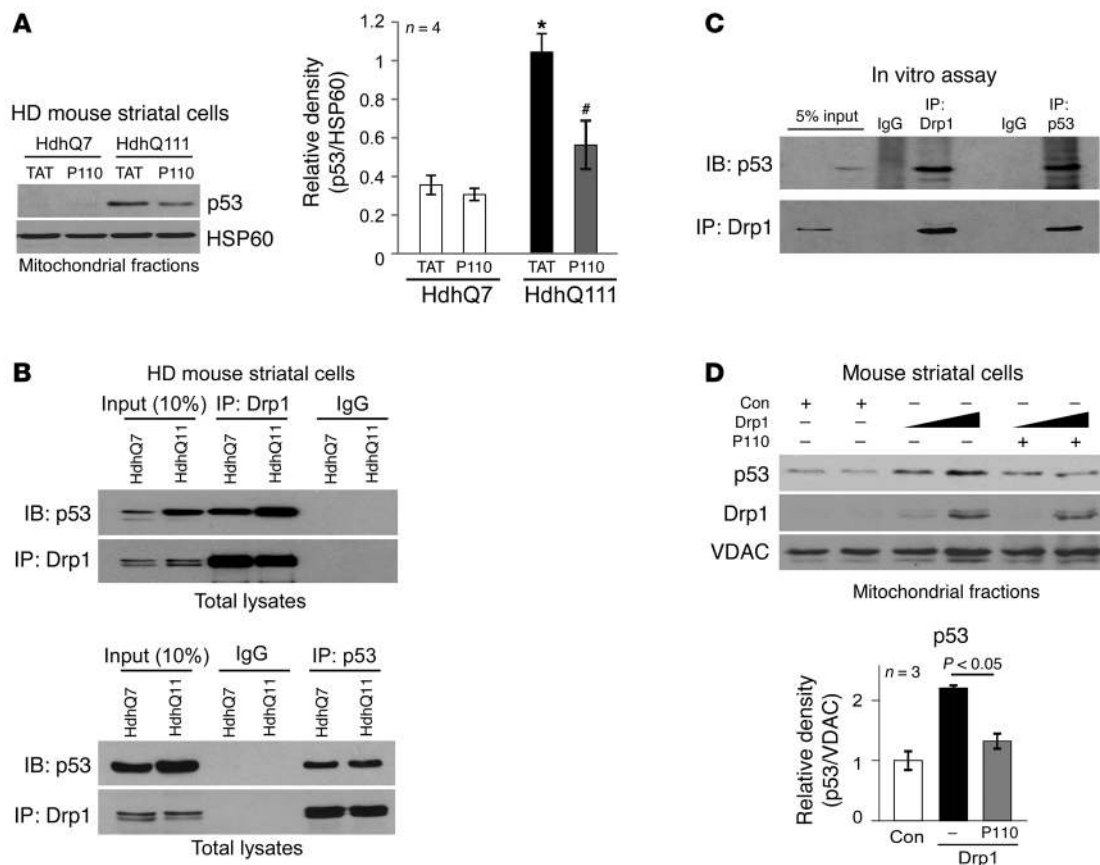 A
HD mouse striatal cells
HdhQ7 HdhQ111
TAT P110 TAT P110
p53
HSP60
Mitochondrial fractions
Relative density
(p53/HSP60)
1.2
1
0.8
0.6
0.4
0.2
0
n = 4
*
#
TAT P110 TAT P110
HdhQ7 HdhQ111
B
HD mouse striatal cells
Input (10%) IP: Drp1 IgG
HdhQ7 HdhQ11 HdhQ7 HdhQ11 HdhQ7 HdhQ11
IB: p53
IP: Drp1
Total lysates
Input (10%) IgG IP: p53
HdhQ7 HdhQ11 HdhQ7 HdhQ11 HdhQ7 HdhQ11
IB: p53
IP: Drp1
Total lysates
C
In vitro assay
5% input IgG IP: Drp1 IgG IP: p53
IB: p53
IP: Drp1
D
Mouse striatal cells
Con + + – – – –
Drp1 – –
P110 – – – – + +
p53
Drp1
VDAC
Mitochondrial fractions
p53
n = 3
P < 0.05
Relative density
(p53/VDAC)
2
1
0
Con – P110
Drp1